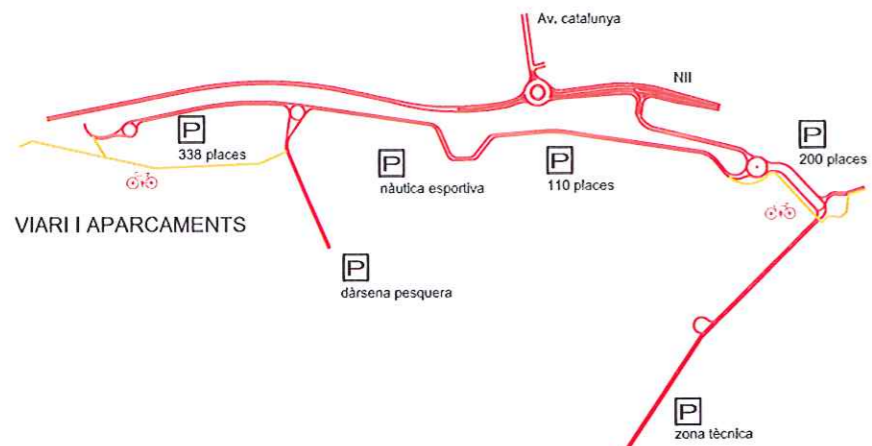 Av. catalunya
NII
P
338 places
P
nàutica esportiva
P
110 places
P
200 places
VIARI I APARCAMENTS
P
dàrsena pesquera
P
zona tècnica